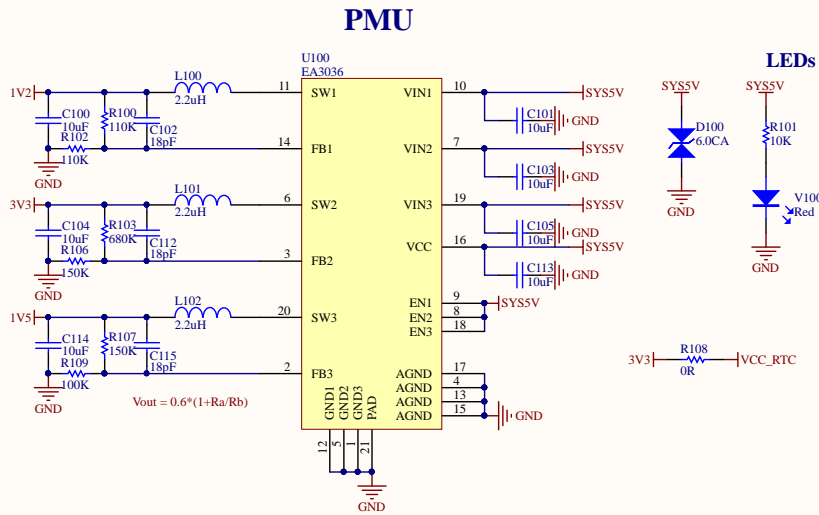 PMU
LEDs
U100
EA3036
1V2
L100
2.2uH
11
SW1
C100
10uF
R100
110K
C102
18pF
R102
110K
14
FB1
GND
3V3
L101
2.2uH
6
SW2
C104
10uF
R103
680K
C112
18pF
R106
150K
3
FB2
GND
1V5
L102
2.2uH
20
SW3
C114
10uF
R107
150K
C115
18pF
R109
100K
2
FB3
GND
Vout = 0.6*(1+Ra/Rb)
VIN1
10
SYS5V
C101
10uF
GND
VIN2
7
SYS5V
C103
10uF
GND
VIN3
19
SYS5V
C105
10uF
GND
VCC
16
SYS5V
C113
10uF
GND
EN1
9
SYS5V
EN2
8
EN3
18
AGND
17
AGND
4
AGND
13
AGND
15
GND
GND1
GND2
GND3
PAD
12
5
1
21
GND
SYS5V
D100
6.0CA
GND
SYS5V
R101
10K
V100
Red
GND
3V3
R108
0R
VCC_RTC